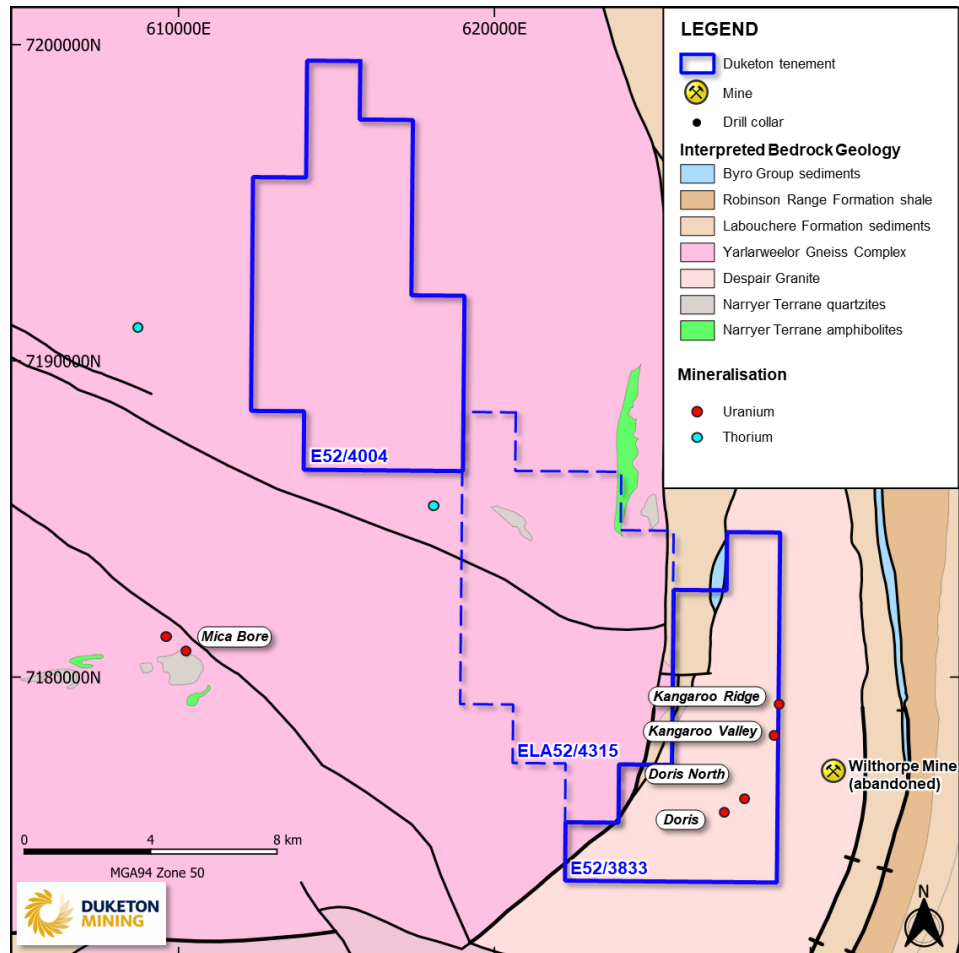 610000E
620000E
7200000N
7190000N
7180000N
LEGEND
Duketon tenement
Mine
Drill collar
Interpreted Bedrock Geology
Byro Group sediments
Robinson Range Formation shale
Labouchere Formation sediments
Yarlarweelor Gneiss Complex
Despair Granite
Narryer Terrane quartzites
Narryer Terrane amphibolites
Mineralisation
Uranium
Thorium
E52/4004
Mica Bore
Kangaroo Ridge
Kangaroo Valley
ELA52/4315
Doris North
Wilthorpe Mine
(abandoned)
Doris
E52/3833
0 4 8 km
MGA94 Zone 50
DUKETON
MINING
N